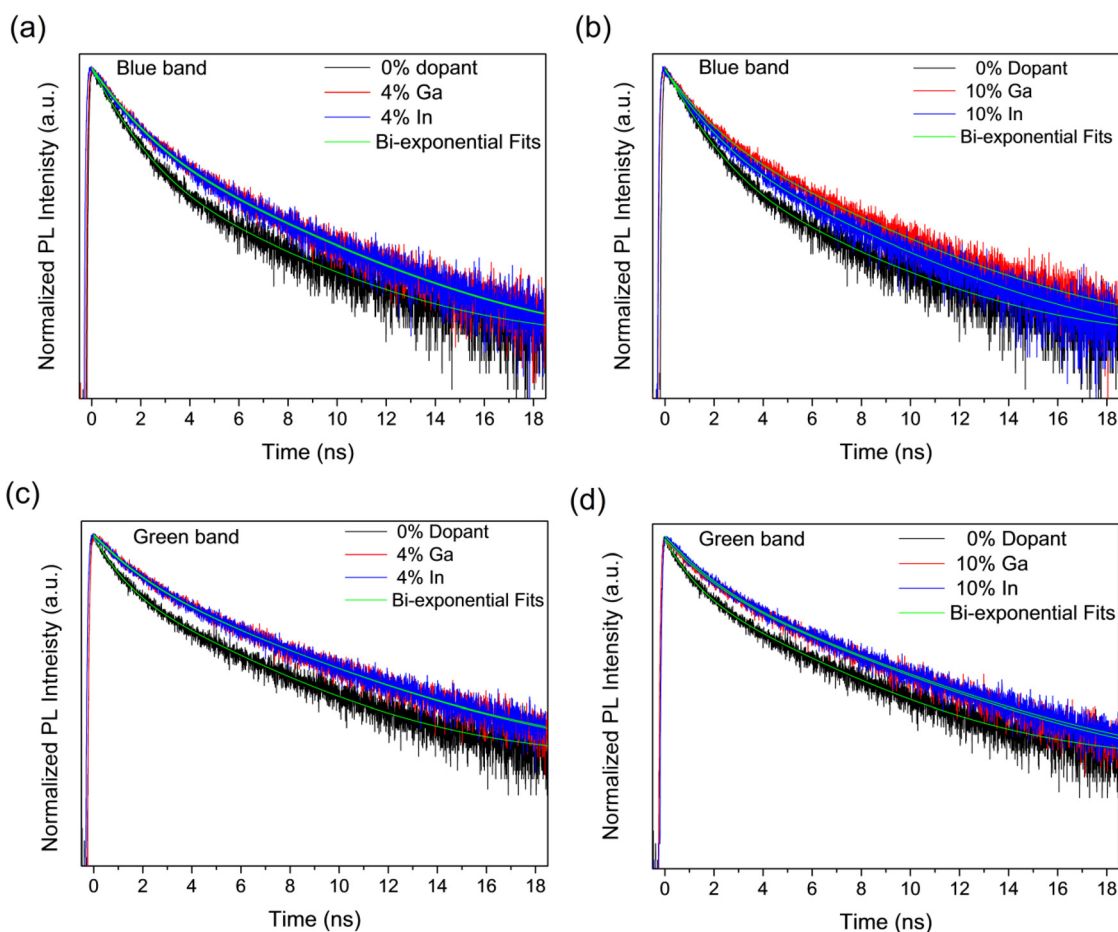 (a)
Blue band
0% dopant
4% Ga
4% In
Bi-exponential Fits
Normalized PL Intenisty (a.u.)
0 2 4 6 8 10 12 14 16 18
Time (ns)
(b)
Blue band
0% Dopant
10% Ga
10% In
Bi-exponential Fits
Normalized PL Intensity (a.u.)
0 2 4 6 8 10 12 14 16 18
Time (ns)
(c)
Green band
0% Dopant
4% Ga
4% In
Bi-exponential Fits
Normalized PL Intneisty (a.u.)
0 2 4 6 8 10 12 14 16 18
Time (ns)
(d)
Green band
0% Dopant
10% Ga
10% In
Bi-exponential Fits
Normalized PL Intensity (a.u.)
0 2 4 6 8 10 12 14 16 18
Time (ns)